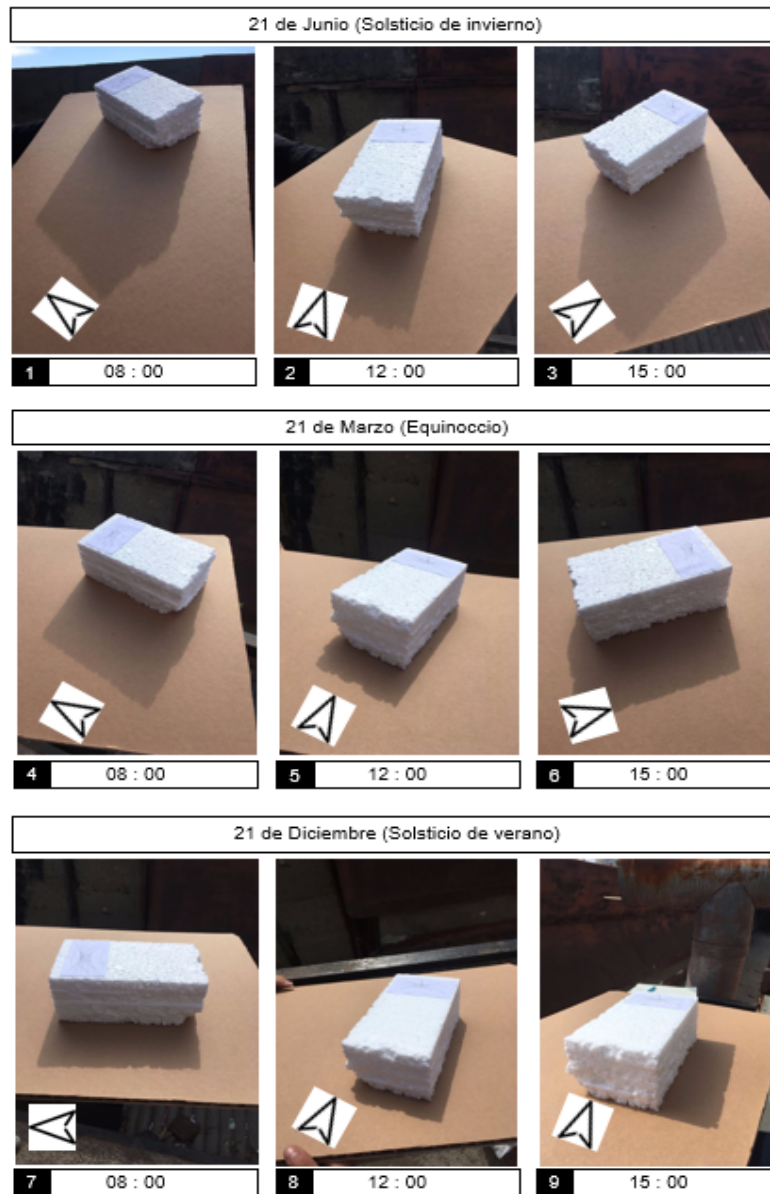 21 de Junio (Solsticio de invierno)
1 08 : 00
2 12 : 00
3 15 : 00
21 de Marzo (Equinoccio)
4 08 : 00
5 12 : 00
6 15 : 00
21 de Diciembre (Solsticio de verano)
7 08 : 00
8 12 : 00
9 15 : 00